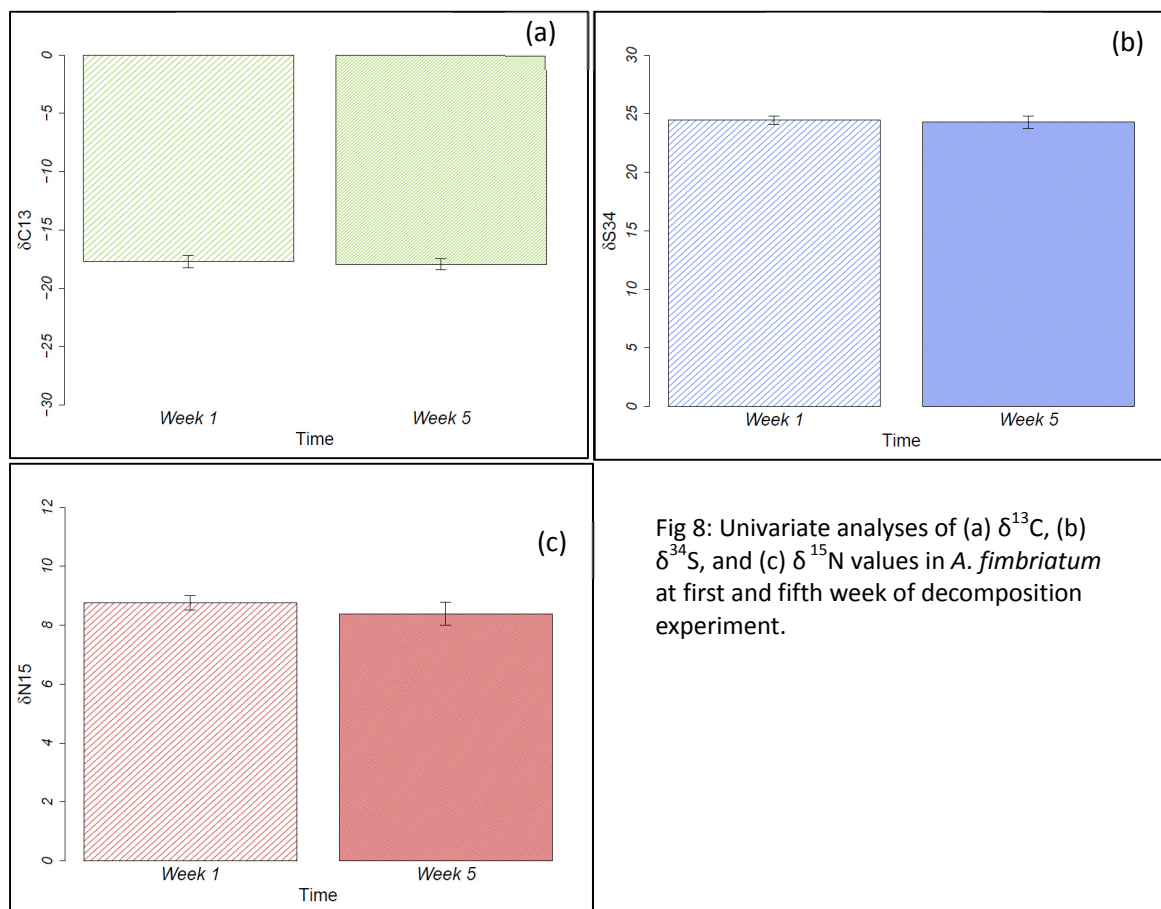 (a)
0
−5
−10
−15
−20
−25
−30
δC13
Week 1 Week 5
Time
(b)
30
25
20
15
10
5
0
δS34
Week 1 Week 5
Time
(c)
12
10
8
6
4
2
0
δN15
Week 1 Week 5
Time
Fig 8: Univariate analyses of (a) δ¹³C, (b)
δ³⁴S, and (c) δ ¹⁵N values in A. fimbriatum
at first and fifth week of decomposition
experiment.